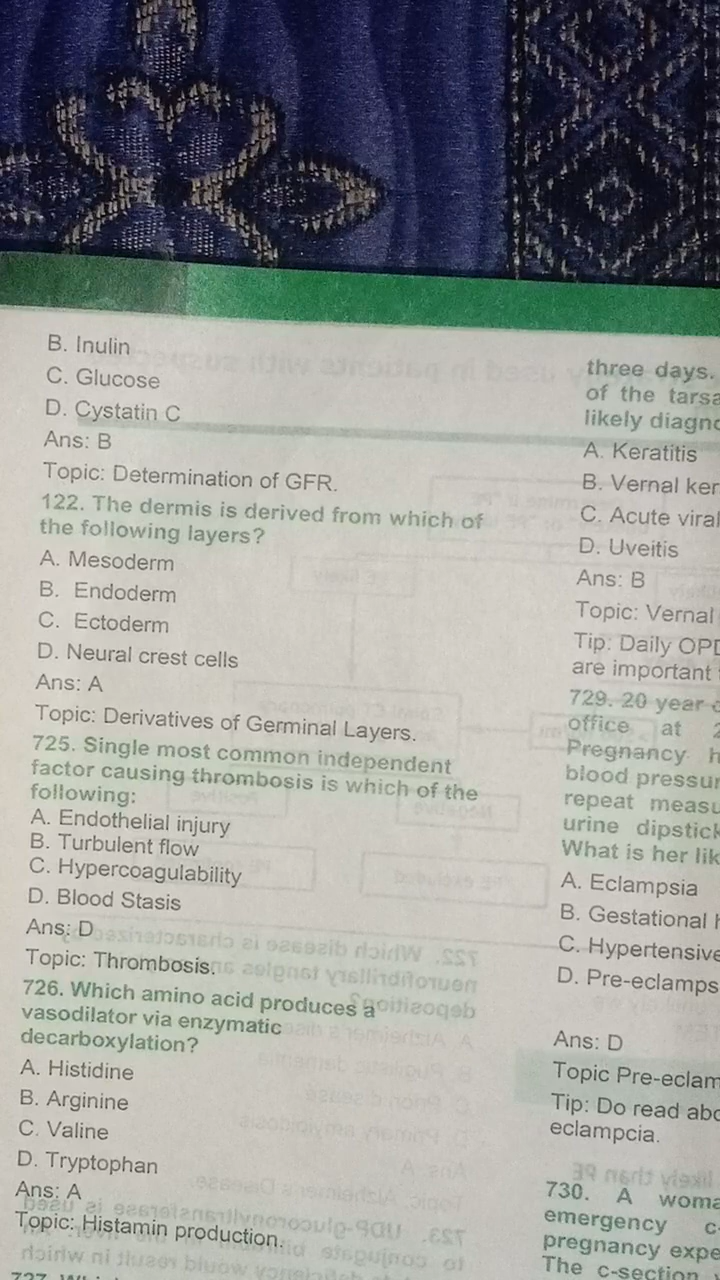 B. Inulin
C. Glucose
D. Cystatin C
Ans: B
Topic: Determination of GFR.
122. The dermis is derived from which of
the following layers?
A. Mesoderm
B. Endoderm
C. Ectoderm
D. Neural crest cells
Ans: A
Topic: Derivatives of Germinal Layers.
725. Single most common independent
factor causing thrombosis is which of the
following:
A. Endothelial injury
B. Turbulent flow
C. Hypercoagulability
D. Blood Stasis
Ans: D
Topic: Thrombosis.
726. Which amino acid produces a
vasodilator via enzymatic
decarboxylation?
A. Histidine
B. Arginine
C. Valine
D. Tryptophan
Ans: A
Topic: Histamin production.
three days.
of the tarsa
likely diagno
A. Keratitis
B. Vernal ker
C. Acute viral
D. Uveitis
Ans: B
Topic: Vernal
Tip: Daily OPD
are important
729. 20 year
office at 2
Pregnancy h
blood pressur
repeat measu
urine dipstick
What is her lik
A. Eclampsia
B. Gestational h
C. Hypertensive
D. Pre-eclamps
Ans: D
Topic Pre-eclam
Tip: Do read abo
eclampcia.
730. A woma
emergency c
pregnancy expe
The c-section